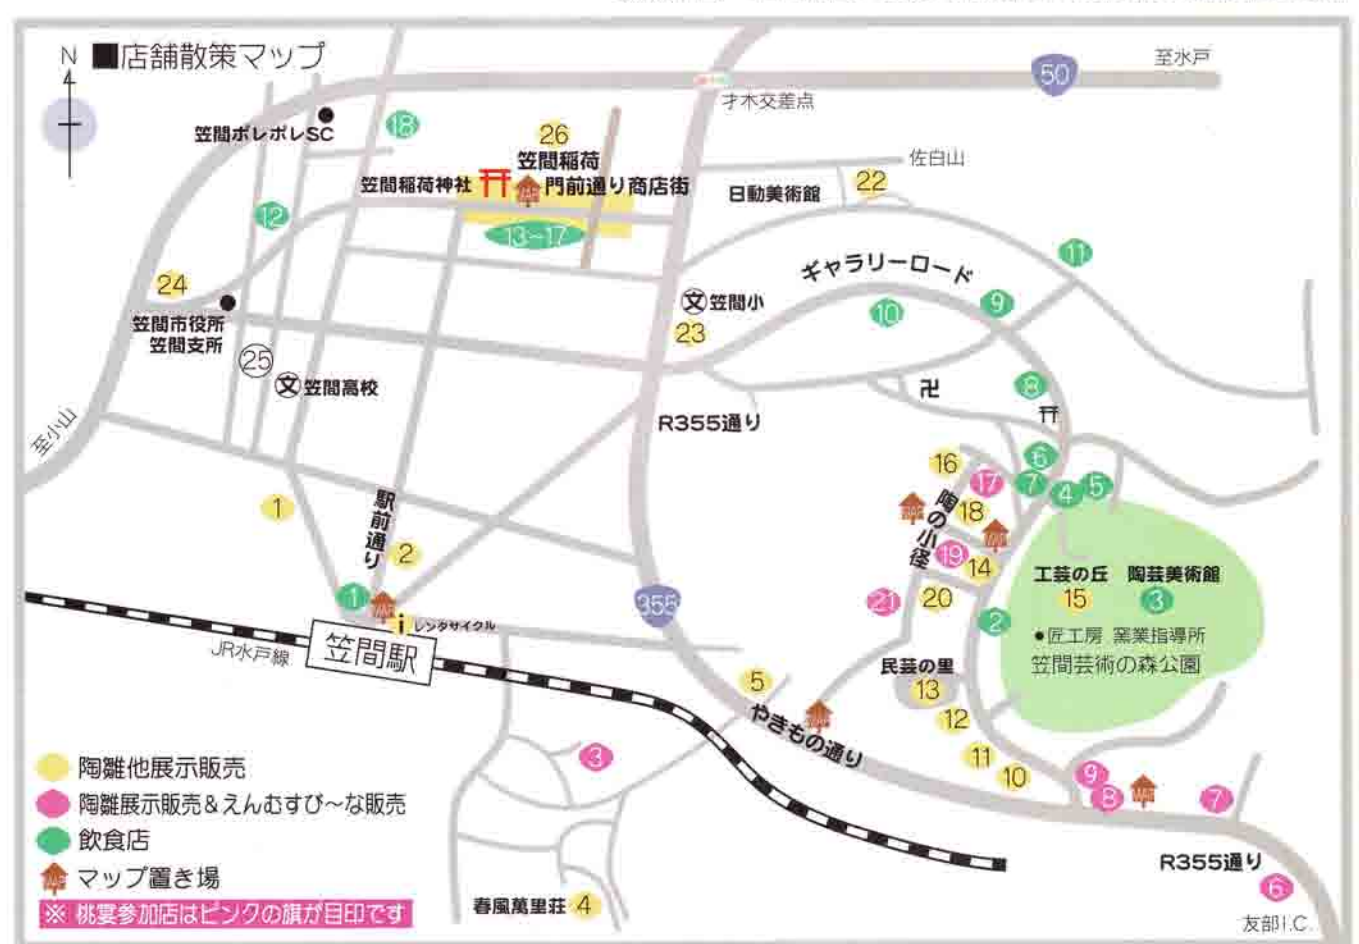 N
■店舗散策マップ
至水戸
50
才木交差点
笠間ポレポレSC
18
26
笠間稲荷
門前通り商店街
笠間稲荷神社
MAP
13~17
佐白山
日動美術館
22
12
11
ギャラリーロード
24
文 笠間小
10
9
23
笠間市役所
笠間支所
25
文 笠間高校
8
卍
至小山
R355通り
6
16
17
7
4
5
1
駅前通り
2
陶の小径
18
MAP
MAP
19
14
工芸の丘
陶芸美術館
15
3
1
MAP
i レンタサイクル
355
21
20
2
●匠工房 窯業指導所
笠間芸術の森公園
JR水戸線
笠間駅
民芸の里
13
5
やきもの通り
MAP
12
11
10
3
9
8
MAP
7
陶雛他展示販売
陶雛展示販売&えんむすび~な販売
飲食店
MAP マップ置き場
※ 桃宴参加店はピンクの旗が目印です
春風萬里荘 4
R355通り
6
友部I.C.